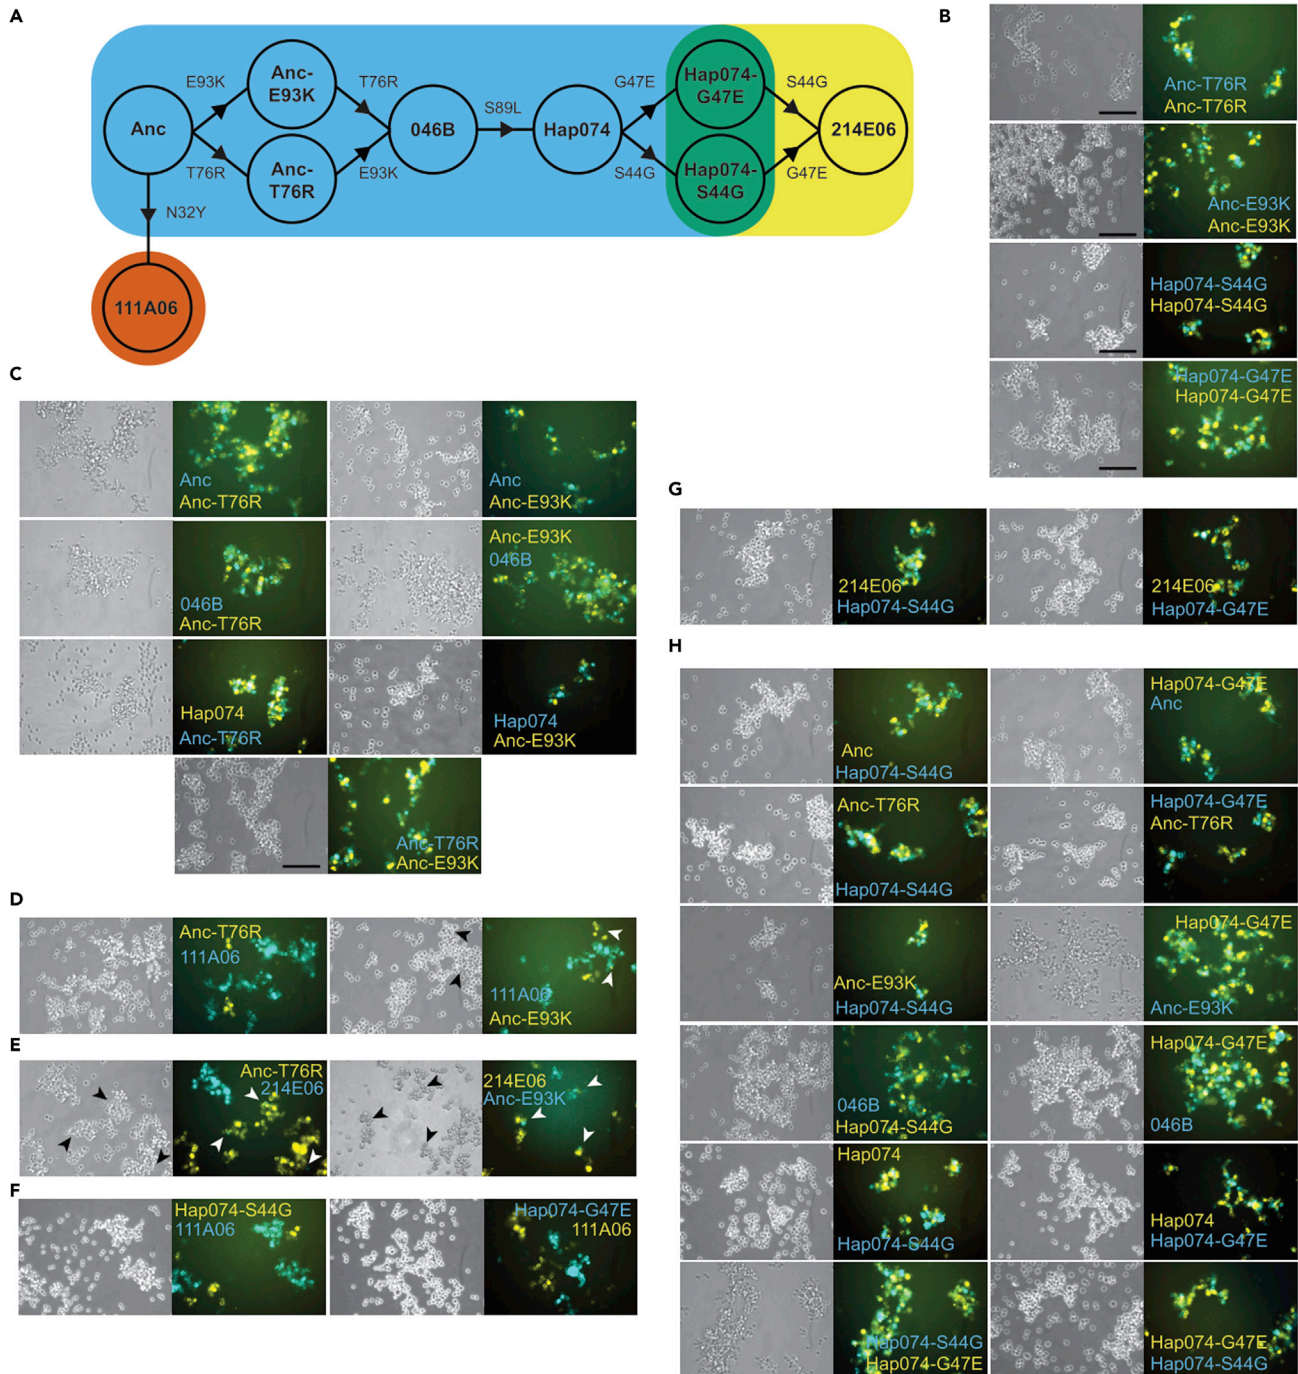 A
E93K
Anc-
E93K
T76R
Anc
046B
S89L
Hap074
G47E
Hap074-
G47E
S44G
214E06
T76R
Anc-
T76R
E93K
S44G
Hap074-
S44G
G47E
N32Y
111A06
B
Anc-T76R
Anc-T76R
Anc-E93K
Anc-E93K
Hap074-S44G
Hap074-S44G
Hap074-G47E
Hap074-G47E
C
Anc
Anc-T76R
Anc
Anc-E93K
046B
Anc-T76R
Anc-E93K
046B
Hap074
Anc-T76R
Hap074
Anc-E93K
Anc-T76R
Anc-E93K
D
Anc-T76R
111A06
111A06
Anc-E93K
E
Anc-T76R
214E06
214E06
Anc-E93K
F
Hap074-S44G
111A06
Hap074-G47E
111A06
G
214E06
Hap074-S44G
214E06
Hap074-G47E
H
Anc
Hap074-S44G
Hap074-G47E
Anc
Anc-T76R
Hap074-S44G
Hap074-G47E
Anc-T76R
Anc-E93K
Hap074-S44G
Hap074-G47E
Anc-E93K
046B
Hap074-S44G
Hap074-G47E
046B
Hap074
Hap074-S44G
Hap074
Hap074-G47E
Hap074-S44G
Hap074-G47E
Hap074-G47E
Hap074-S44G